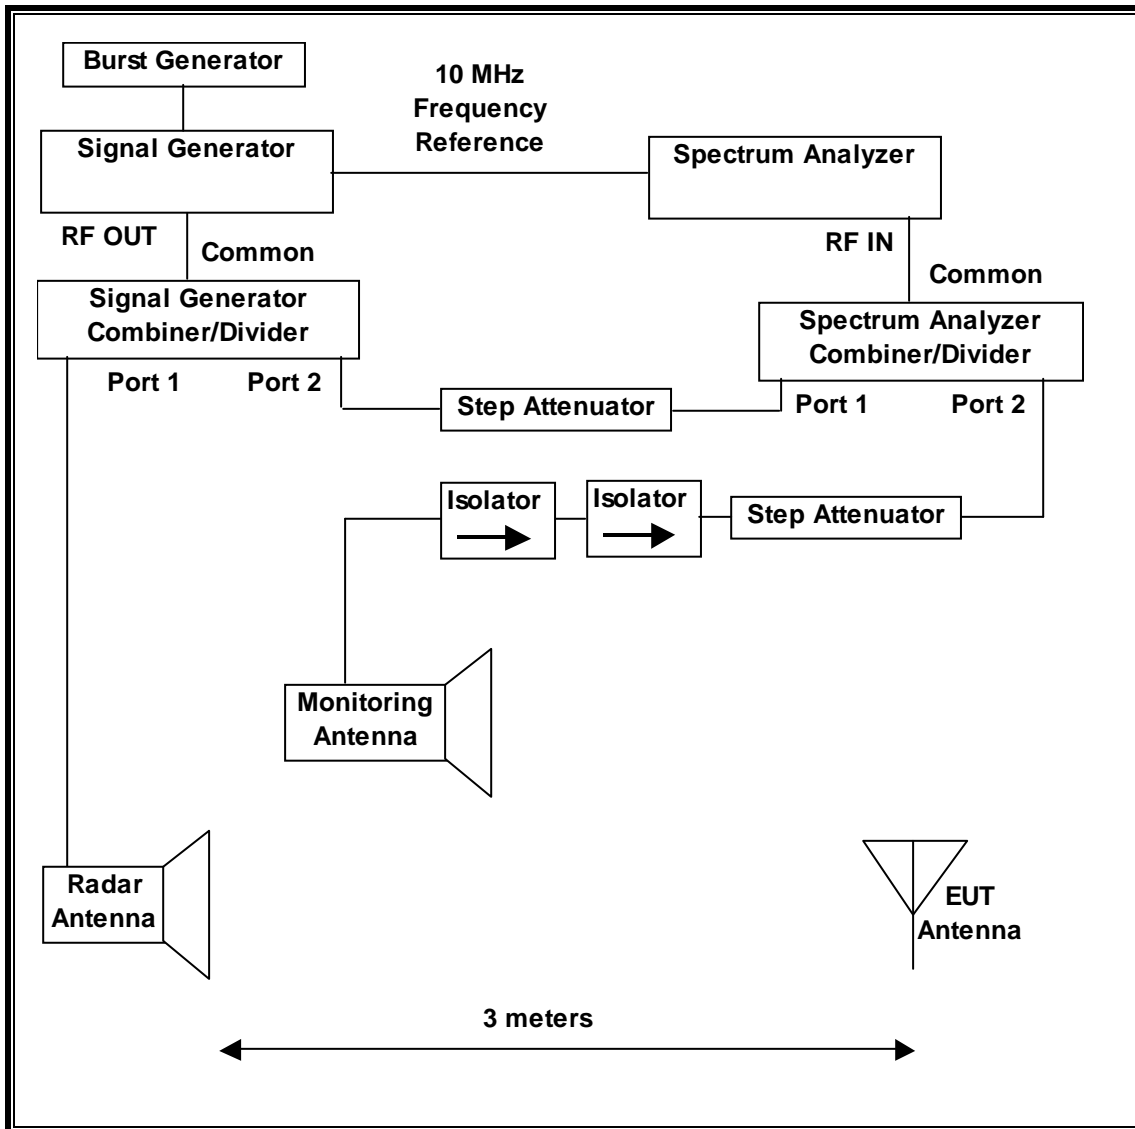 Burst Generator
10 MHz
Frequency
Reference
Signal Generator
Spectrum Analyzer
RF OUT
Common
RF IN
Common
Signal Generator
Combiner/Divider
Spectrum Analyzer
Combiner/Divider
Port 1
Port 2
Step Attenuator
Port 1
Port 2
Isolator
Isolator
Step Attenuator
Monitoring
Antenna
Radar
Antenna
EUT
Antenna
3 meters